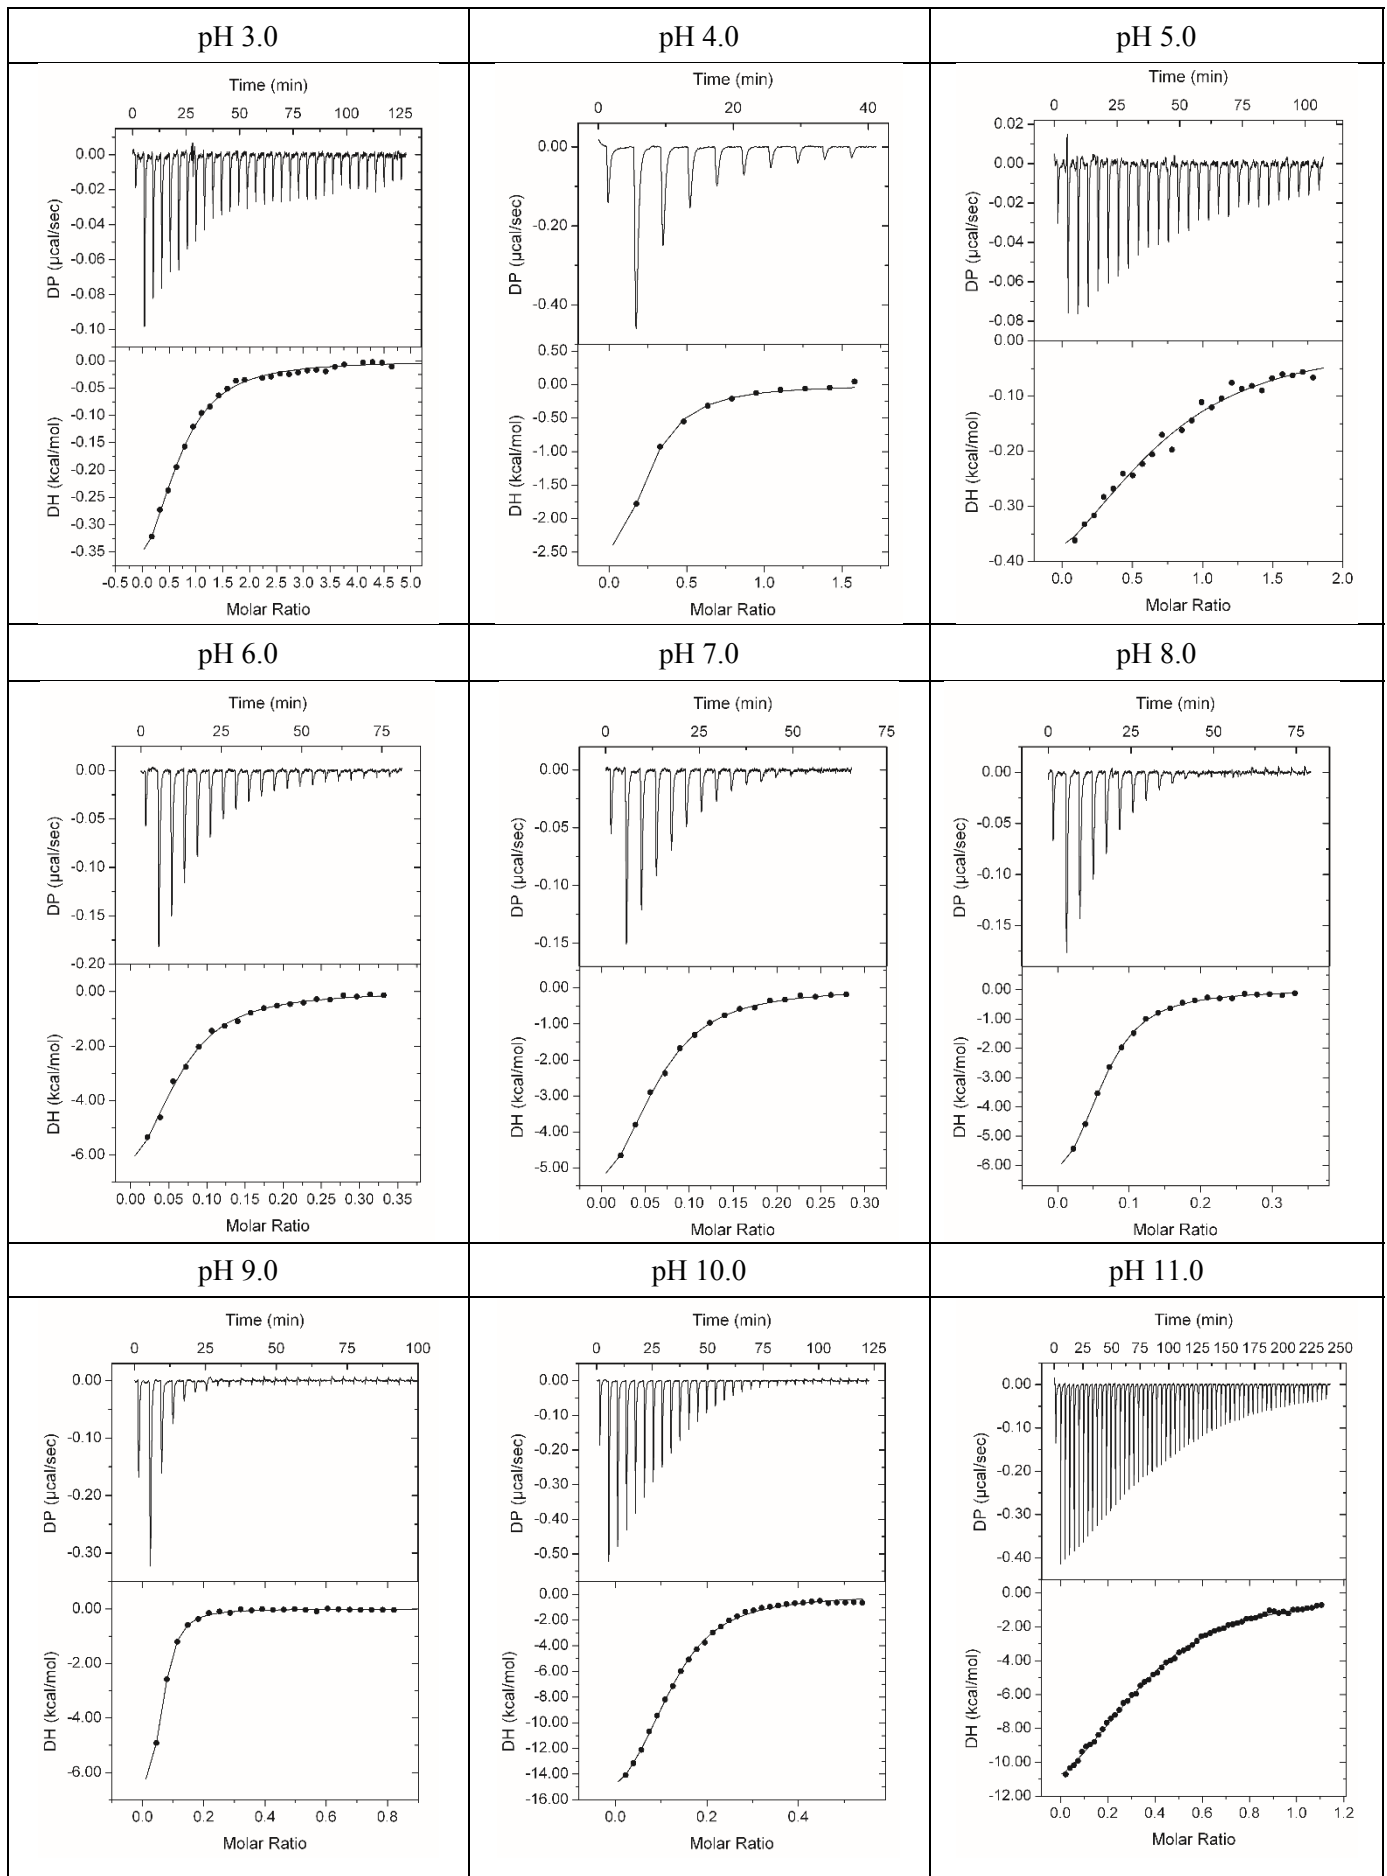 pH 3.0
pH 4.0
pH 5.0
Time (min)
0 25 50 75 100 125
0.00
-0.02
-0.04
-0.06
-0.08
-0.10
DP (µcal/sec)
0.00
-0.05
-0.10
-0.15
-0.20
-0.25
-0.30
-0.35
DH (kcal/mol)
-0.5 0.0 0.5 1.0 1.5 2.0 2.5 3.0 3.5 4.0 4.5 5.0
Molar Ratio
Time (min)
0 20 40
0.00
-0.20
-0.40
DP (µcal/sec)
0.50
0.00
-0.50
-1.00
-1.50
-2.00
-2.50
DH (kcal/mol)
0.0 0.5 1.0 1.5
Molar Ratio
Time (min)
0 25 50 75 100
0.02
0.00
-0.02
-0.04
-0.06
-0.08
DP (µcal/sec)
0.00
-0.10
-0.20
-0.30
-0.40
DH (kcal/mol)
0.0 0.5 1.0 1.5 2.0
Molar Ratio
pH 6.0
pH 7.0
pH 8.0
Time (min)
0 25 50 75
0.00
-0.05
-0.10
-0.15
-0.20
DP (µcal/sec)
0.00
-2.00
-4.00
-6.00
DH (kcal/mol)
0.00 0.05 0.10 0.15 0.20 0.25 0.30 0.35
Molar Ratio
Time (min)
0 25 50 75
0.00
-0.05
-0.10
-0.15
DP (µcal/sec)
0.00
-1.00
-2.00
-3.00
-4.00
-5.00
DH (kcal/mol)
0.00 0.05 0.10 0.15 0.20 0.25 0.30
Molar Ratio
Time (min)
0 25 50 75
0.00
-0.05
-0.10
-0.15
DP (µcal/sec)
0.00
-1.00
-2.00
-3.00
-4.00
-5.00
-6.00
DH (kcal/mol)
0.0 0.1 0.2 0.3
Molar Ratio
pH 9.0
pH 10.0
pH 11.0
Time (min)
0 25 50 75 100
0.00
-0.10
-0.20
-0.30
DP (µcal/sec)
0.00
-2.00
-4.00
-6.00
DH (kcal/mol)
0.0 0.2 0.4 0.6 0.8
Molar Ratio
Time (min)
0 25 50 75 100 125
0.00
-0.10
-0.20
-0.30
-0.40
-0.50
DP (µcal/sec)
0.00
-2.00
-4.00
-6.00
-8.00
-10.00
-12.00
-14.00
-16.00
DH (kcal/mol)
0.0 0.2 0.4
Molar Ratio
Time (min)
0 25 50 75 100 125 150 175 200 225 250
0.00
-0.10
-0.20
-0.30
-0.40
DP (µcal/sec)
0.00
-2.00
-4.00
-6.00
-8.00
-10.00
-12.00
DH (kcal/mol)
0.0 0.2 0.4 0.6 0.8 1.0 1.2
Molar Ratio